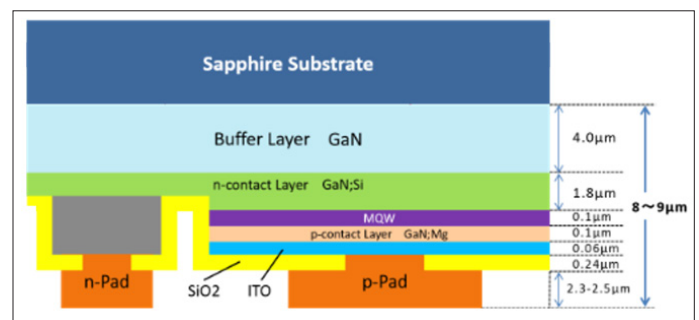 Sapphire Substrate
Buffer Layer GaN
4.0μm
n-contact Layer GaN;Si
1.8μm
8～9μm
MQW
0.1μm
p-contact Layer GaN;Mg
0.1μm
0.06μm
0.24μm
n-Pad
SiO2
ITO
p-Pad
2.3-2.5μm